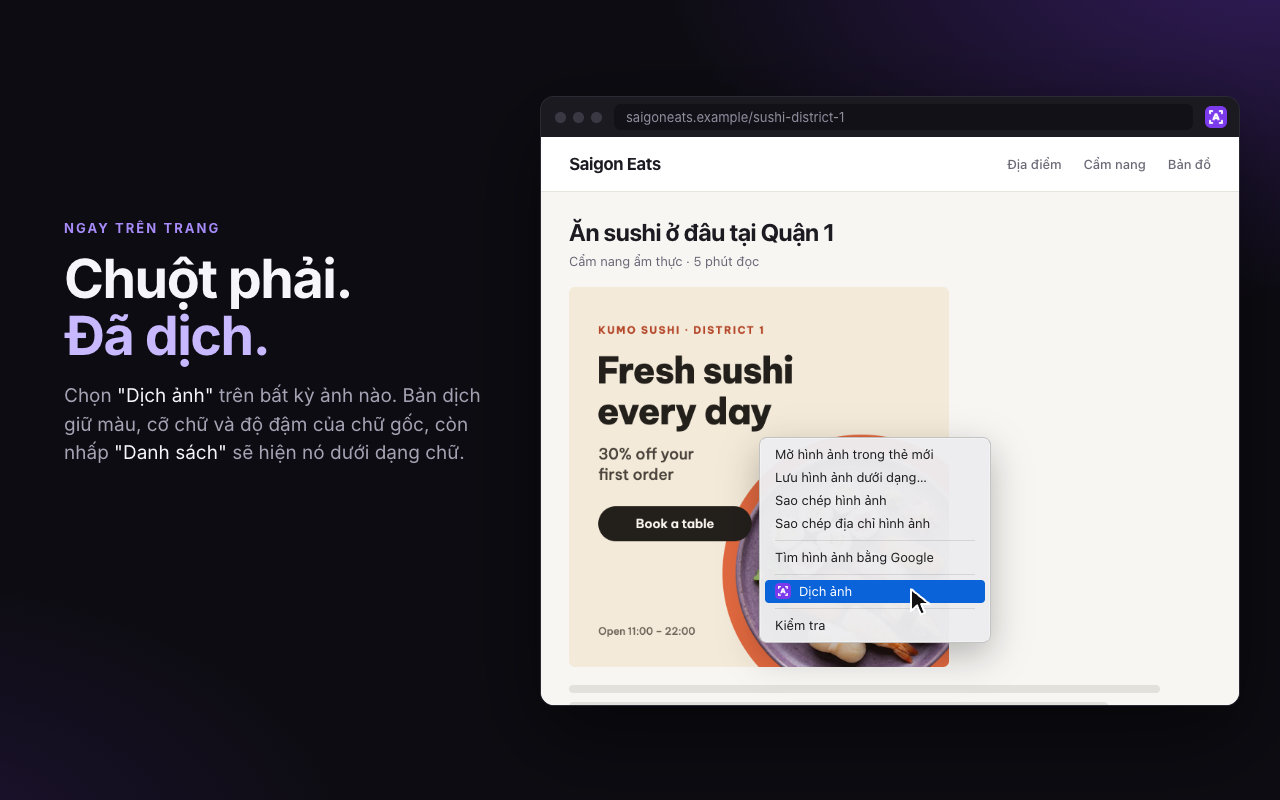 NGAY TRÊN TRANG
Chuột phải.
Đã dịch.
Chọn "Dịch ảnh" trên bất kỳ ảnh nào. Bản dịch
giữ màu, cỡ chữ và độ đậm của chữ gốc, còn
nhấp "Danh sách" sẽ hiện nó dưới dạng chữ.
saigoneats.example/sushi-district-1
Saigon Eats
Địa điểm
Cẩm nang
Bản đồ
Ăn sushi ở đâu tại Quận 1
Cẩm nang ẩm thực · 5 phút đọc
KUMO SUSHI · DISTRICT 1
Fresh sushi
every day
30% off your
first order
Book a table
Open 11:00 – 22:00
Mở hình ảnh trong thẻ mới
Lưu hình ảnh dưới dạng...
Sao chép hình ảnh
Sao chép địa chỉ hình ảnh
Tìm hình ảnh bằng Google
Dịch ảnh
Kiểm tra